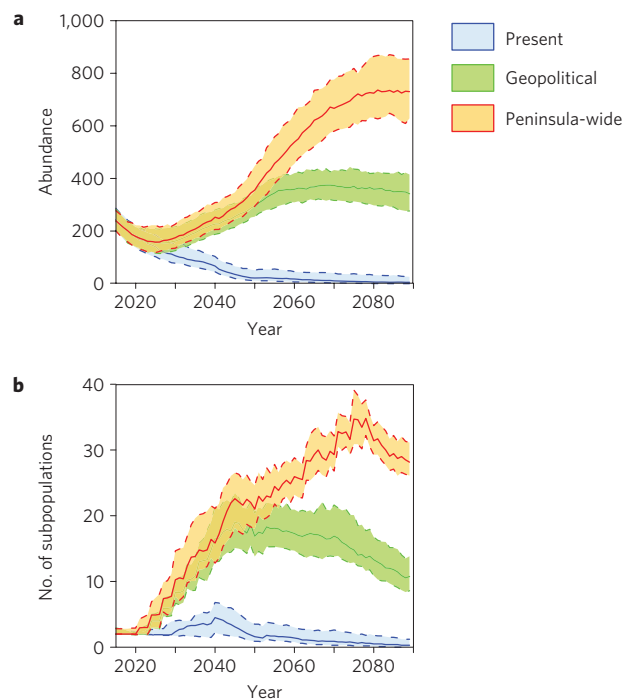 a
1,000
800
600
400
200
0
Abundance
2020 2040 2060 2080
Year
Present
Geopolitical
Peninsula-wide
b
40
30
20
10
0
No. of subpopulations
2020 2040 2060 2080
Year